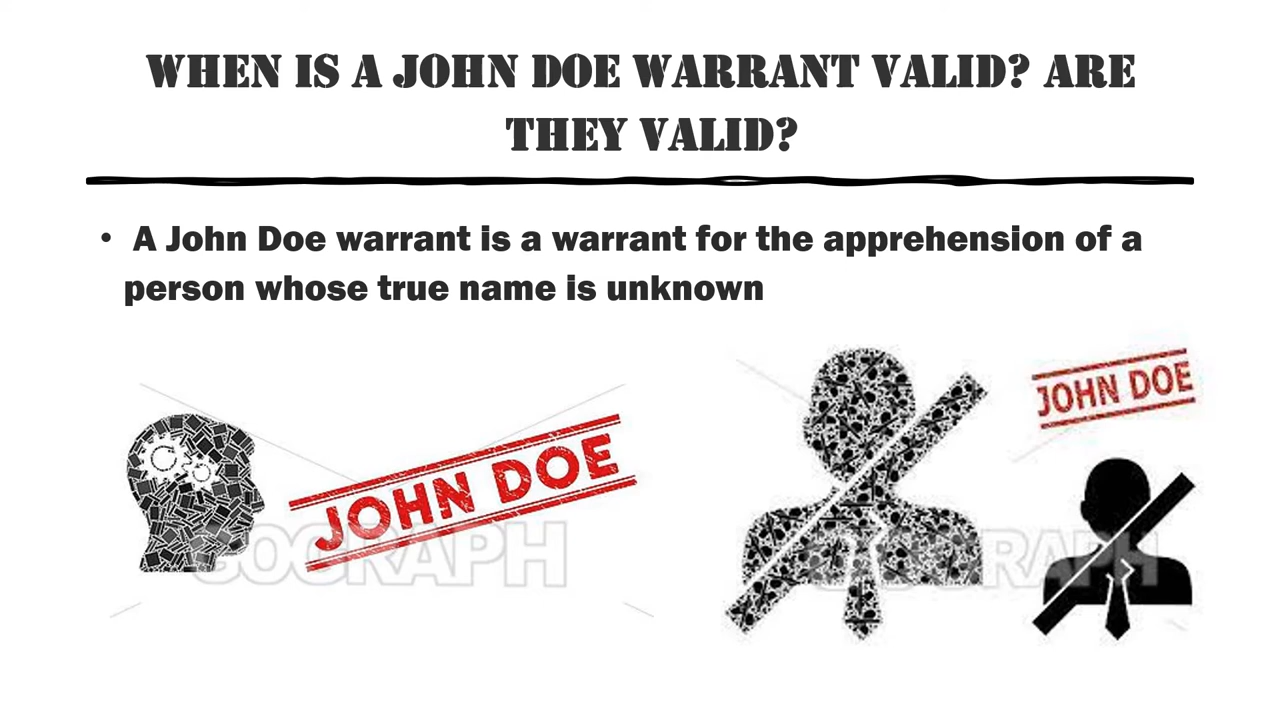 WHEN IS A JOHN DOE WARRANT VALID? ARE
THEY VALID?
• A John Doe warrant is a warrant for the apprehension of a
person whose true name is unknown
JOHN DOE
JOHN DOE